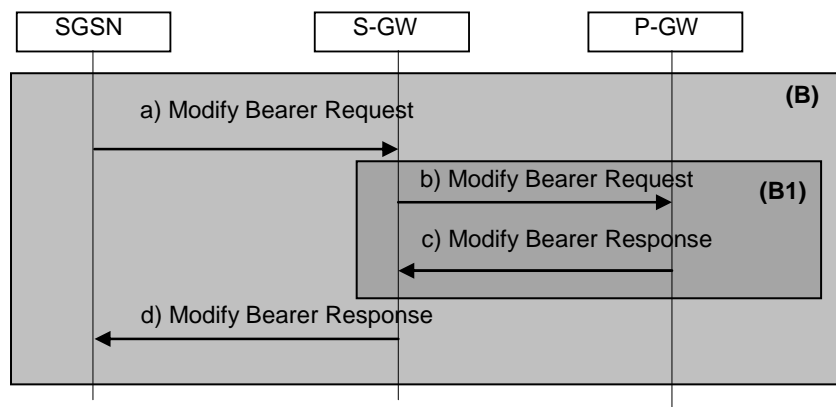 SGSN
S-GW
P-GW
(B)
a) Modify Bearer Request
b) Modify Bearer Request
(B1)
c) Modify Bearer Response
d) Modify Bearer Response